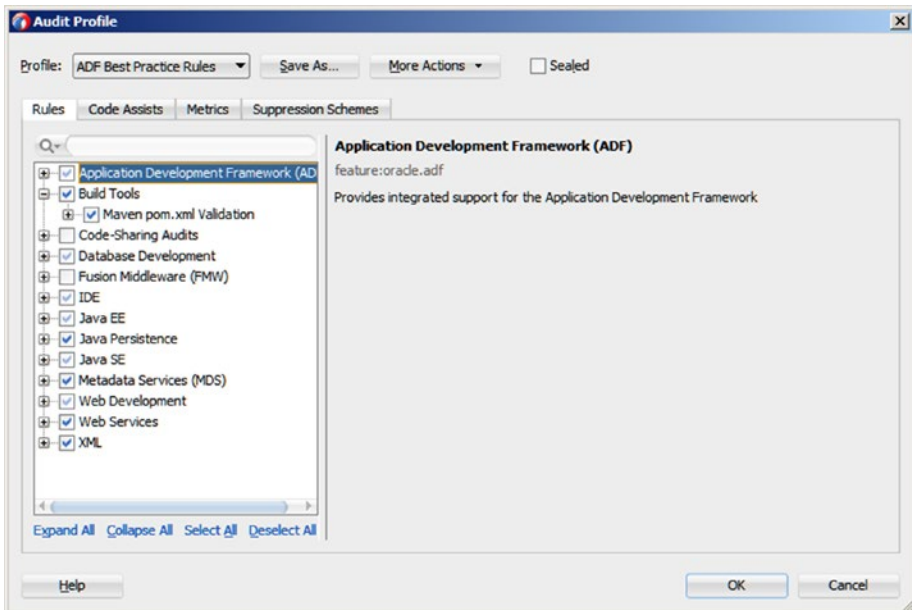 Audit Profile
Profile: ADF Best Practice Rules Save As... More Actions Sealed
Rules Code Assists Metrics Suppression Schemes
Application Development Framework (AD
Build Tools
Maven pom.xml Validation
Code-Sharing Audits
Database Development
Fusion Middleware (FMW)
IDE
Java EE
Java Persistence
Java SE
Metadata Services (MDS)
Web Development
Web Services
XML
Expand All Collapse All Select All Deselect All
Application Development Framework (ADF)
feature:oracle.adf
Provides integrated support for the Application Development Framework
Help OK Cancel